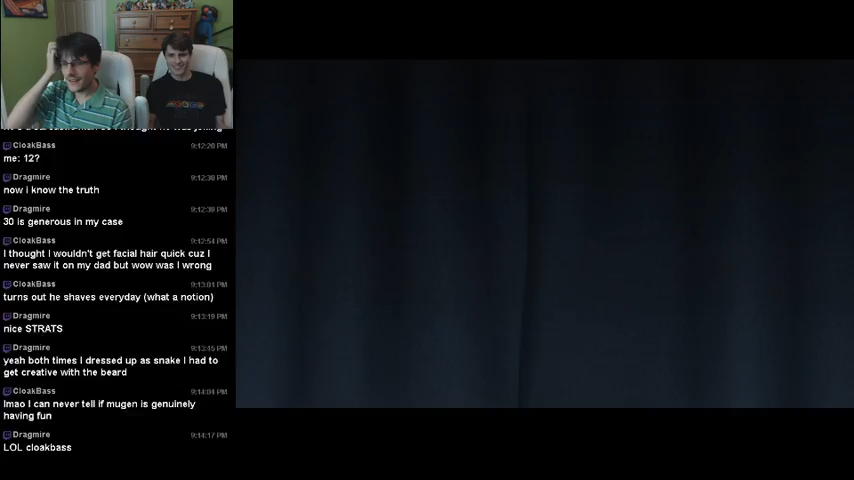 CloakBass 9:12:20 PM
me: 12?
Dragmire 9:12:30 PM
now i know the truth
Dragmire 9:12:39 PM
30 is generous in my case
CloakBass 9:12:54 PM
I thought I wouldn't get facial hair quick cuz I
never saw it on my dad but wow was I wrong
CloakBass 9:13:01 PM
turns out he shaves everyday (what a notion)
Dragmire 9:13:19 PM
nice STRATS
Dragmire 9:13:45 PM
yeah both times I dressed up as snake I had to
get creative with the beard
CloakBass 9:14:04 PM
lmao I can never tell if mugen is genuinely
having fun
Dragmire 9:14:17 PM
LOL cloakbass